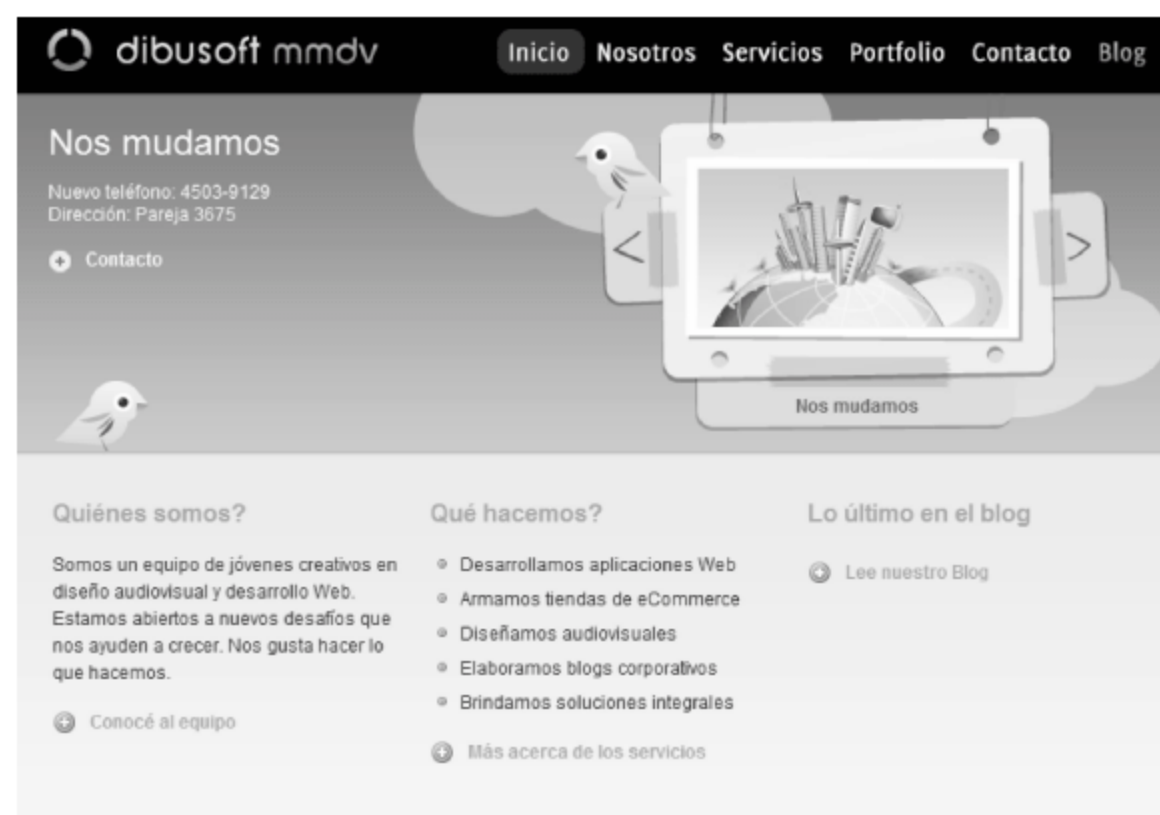 dibusoft mmdv
Inicio Nosotros Servicios Portfolio Contacto Blog
Nos mudamos
Nuevo teléfono: 4503-9129
Dirección: Pareja 3675
Contacto
<
>
Nos mudamos
Quiénes somos?
Somos un equipo de jóvenes creativos en
diseño audiovisual y desarrollo Web.
Estamos abiertos a nuevos desafíos que
nos ayuden a crecer. Nos gusta hacer lo
que hacemos.
Conocé al equipo
Qué hacemos?
Desarrollamos aplicaciones Web
Armamos tiendas de eCommerce
Diseñamos audiovisuales
Elaboramos blogs corporativos
Brindamos soluciones integrales
Más acerca de los servicios
Lo último en el blog
Lee nuestro Blog